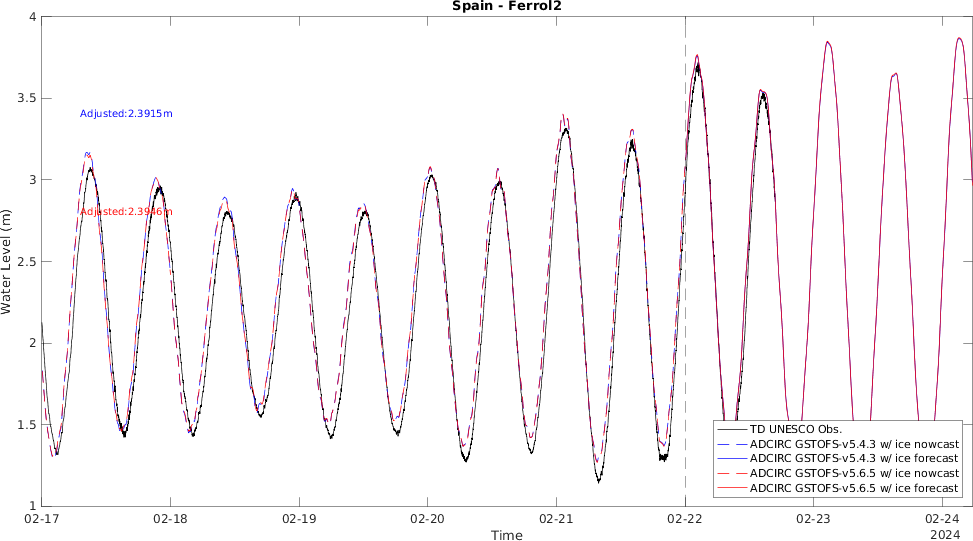 Spain - Ferrol2
4
3.5
3
2.5
2
1.5
1
Water Level (m)
Adjusted:2.3915m
Adjusted:2.3946m
TD UNESCO Obs.
ADCIRC GSTOFS-v5.4.3 w/ ice nowcast
ADCIRC GSTOFS-v5.4.3 w/ ice forecast
ADCIRC GSTOFS-v5.6.5 w/ ice nowcast
ADCIRC GSTOFS-v5.6.5 w/ ice forecast
02-17 02-18 02-19 02-20 02-21 02-22 02-23 02-24
Time
2024